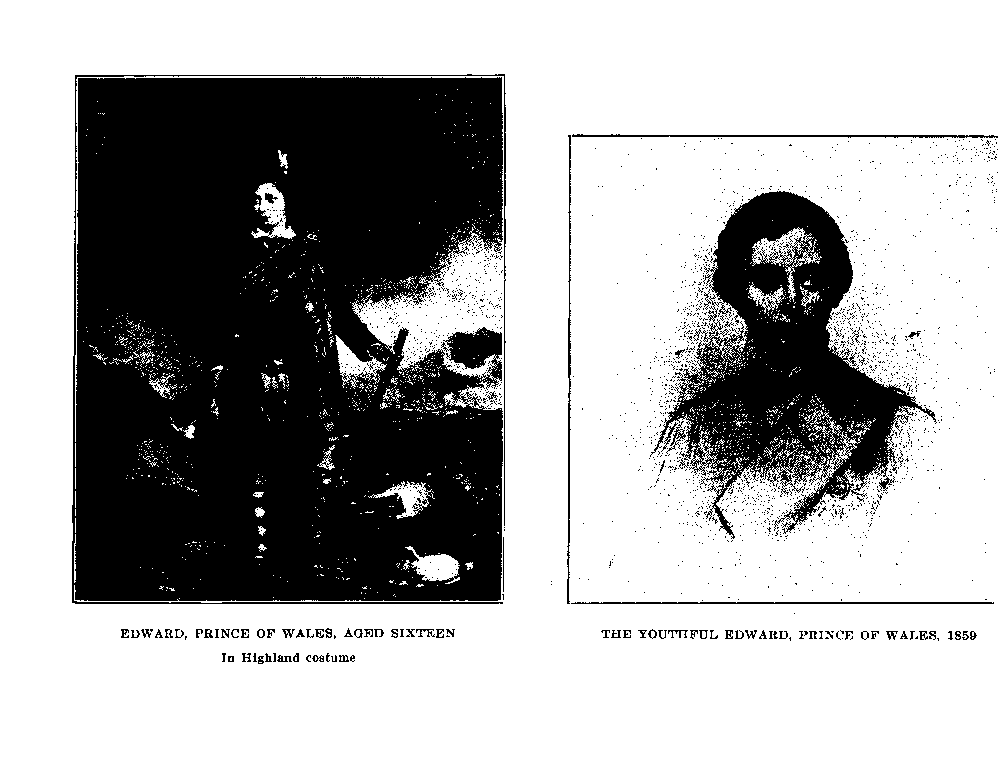 EDWARD, PRINCE OF WALES, AGED SIXTEEN
In Highland costume
THE YOUTHFUL EDWARD, PRINCE OF WALES, 1859